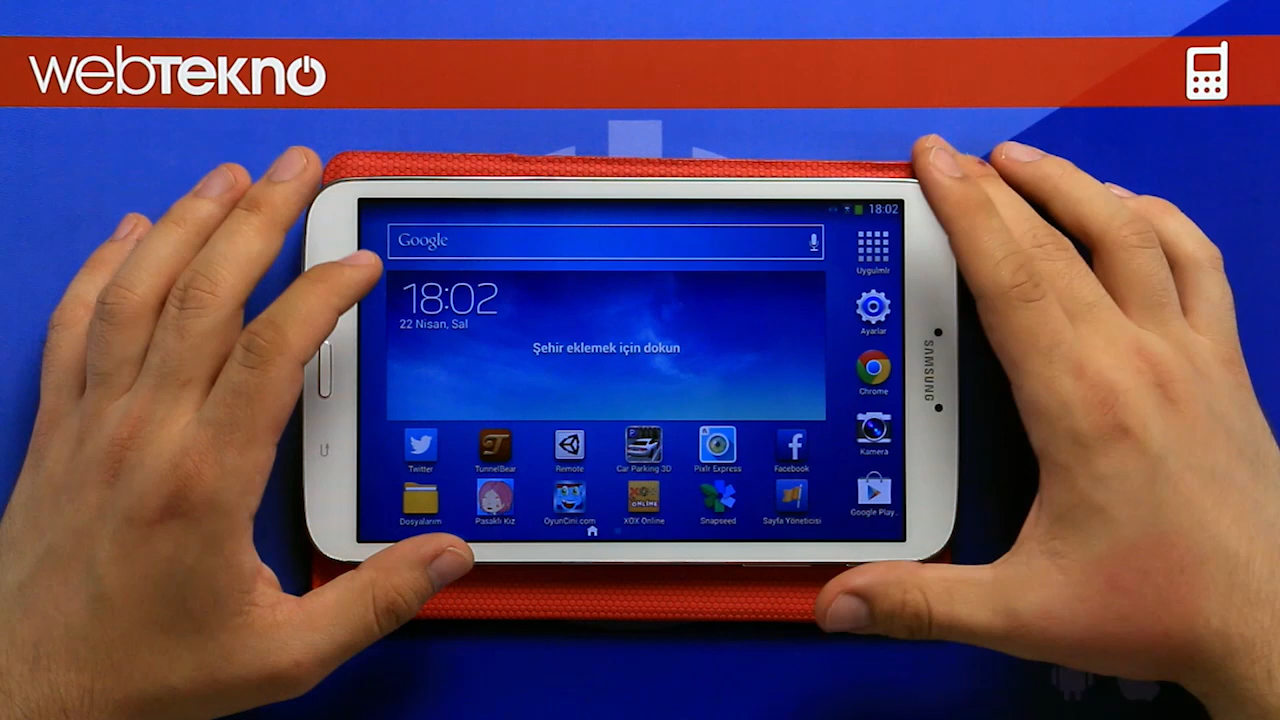 webTEKNO
18:02
Google
Uygulmlr
18:02
22 Nisan, Sal
Şehir eklemek için dokun
Ayarlar
SAMSUNG
Chrome
Kamera
Twitter
TunnelBear
Remote
Car Parking 3D
Pixlr Express
Facebook
Google Play..
Dosyalarım
Pasaklı Kız
OyunCini.com
XOX ONLINE
XOX Online
Snapseed
Sayfa Yöneticisi